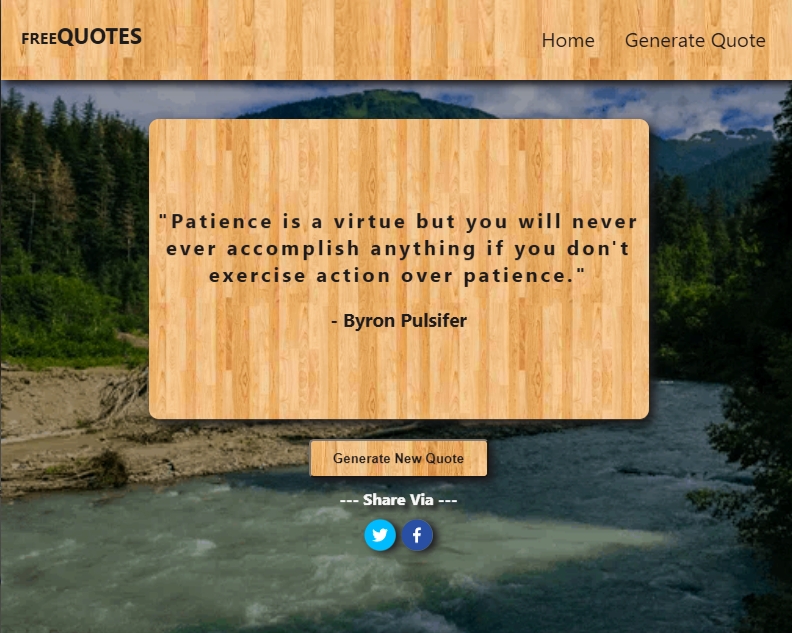 FREEQUOTES
Home
Generate Quote
"Patience is a virtue but you will never
ever accomplish anything if you don't
exercise action over patience."
- Byron Pulsifer
Generate New Quote
--- Share Via ---